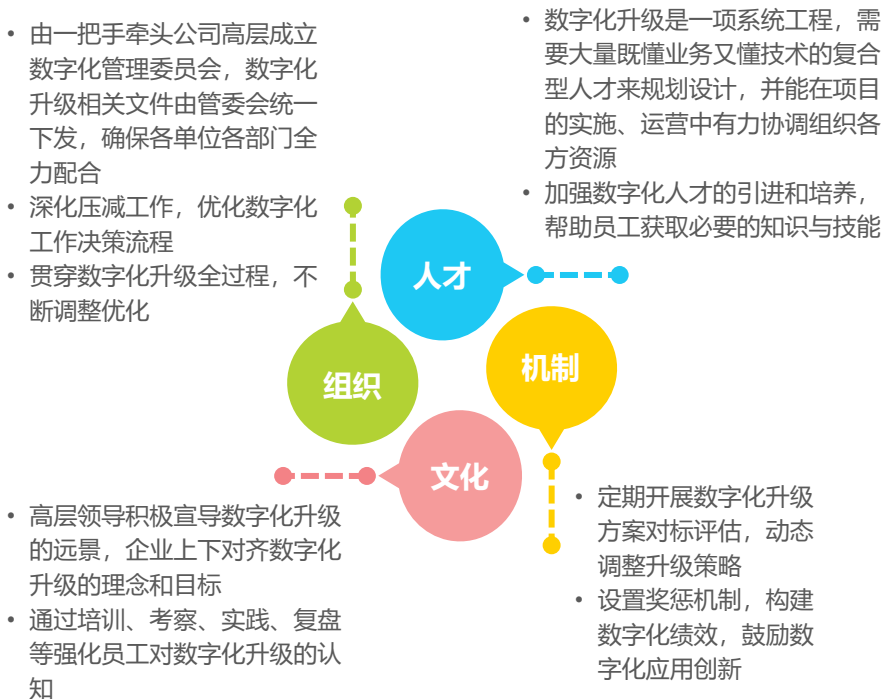 • 由一把手牵头公司高层成立
数字化管理委员会，数字化
升级相关文件由管委会统一
下发，确保各单位各部门全
力配合
• 深化压减工作，优化数字化
工作决策流程
• 贯穿数字化升级全过程，不
断调整优化
• 数字化升级是一项系统工程，需
要大量既懂业务又懂技术的复合
型人才来规划设计，并能在项目
的实施、运营中有力协调组织各
方资源
• 加强数字化人才的引进和培养，
帮助员工获取必要的知识与技能
人才
机制
组织
文化
• 高层领导积极宣导数字化升级
的远景，企业上下对齐数字化
升级的理念和目标
• 通过培训、考察、实践、复盘
等强化员工对数字化升级的认
知
• 定期开展数字化升级
方案对标评估，动态
调整升级策略
• 设置奖惩机制，构建
数字化绩效，鼓励数
字化应用创新